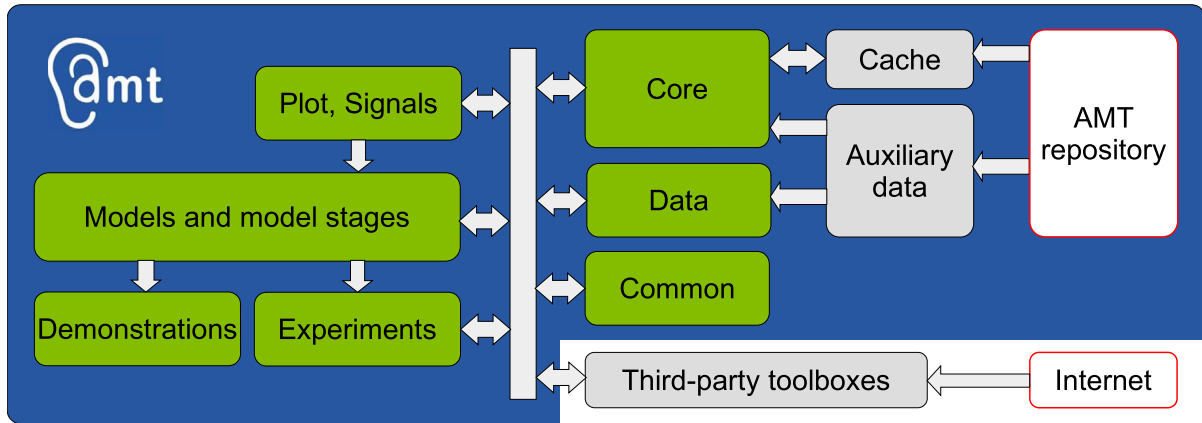 amt
Plot, Signals
Models and model stages
Demonstrations
Experiments
Core
Data
Common
Third-party toolboxes
Cache
Auxiliary
data
AMT
repository
Internet